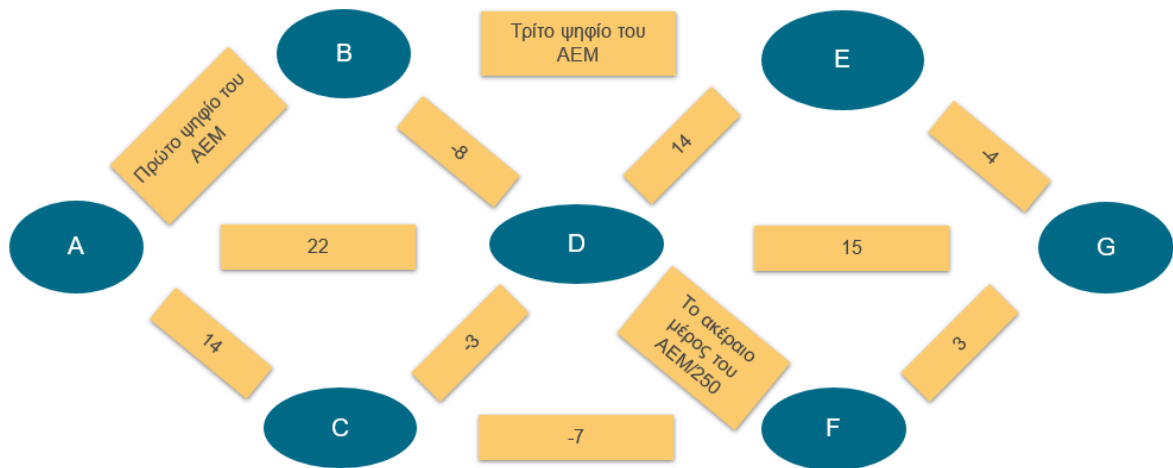 B
Τρίτο ψηφίο του
ΑΕΜ
E
Πρώτο ψηφίο του
ΑΕΜ
-8
14
-4
A
22
D
15
G
14
-3
Το ακέραιο
μέρος του
ΑΕΜ/250
3
C
-7
F